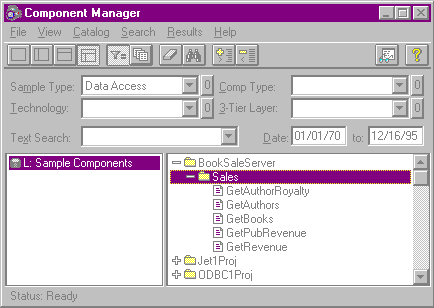 Component Manager
File View Catalog Search Results Help
Sample Type: Data Access 0 Comp Type: 0
Technology: 0 3-Tier Layer: 0
Text Search: Date: 01/01/70 to: 12/16/95
L: Sample Components
BookSaleServer
Sales
GetAuthorRoyalty
GetAuthors
GetBooks
GetPubRevenue
GetRevenue
Jet1Proj
ODBC1Proj
Status: Ready